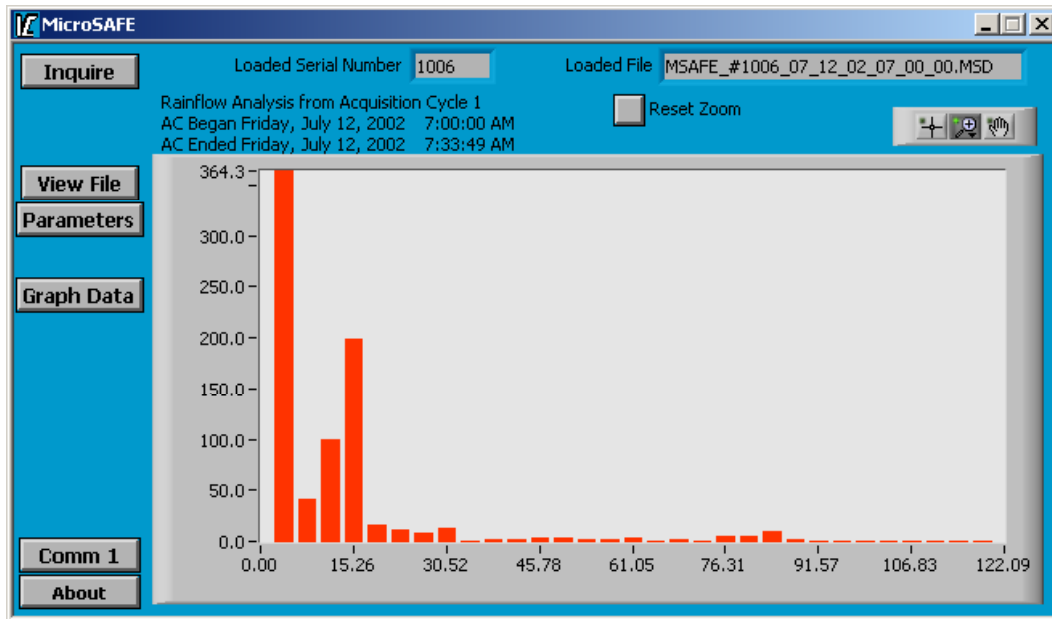 MicroSAFE
Inquire
Loaded Serial Number 1006
Loaded File MSAFE_#1006_07_12_02_07_00_00.MSD
Rainflow Analysis from Acquisition Cycle 1
AC Began Friday, July 12, 2002 7:00:00 AM
AC Ended Friday, July 12, 2002 7:33:49 AM
Reset Zoom
View File
Parameters
Graph Data
Comm 1
About
364.3
300.0
250.0
200.0
150.0
100.0
50.0
0.0
0.00 15.26 30.52 45.78 61.05 76.31 91.57 106.83 122.09